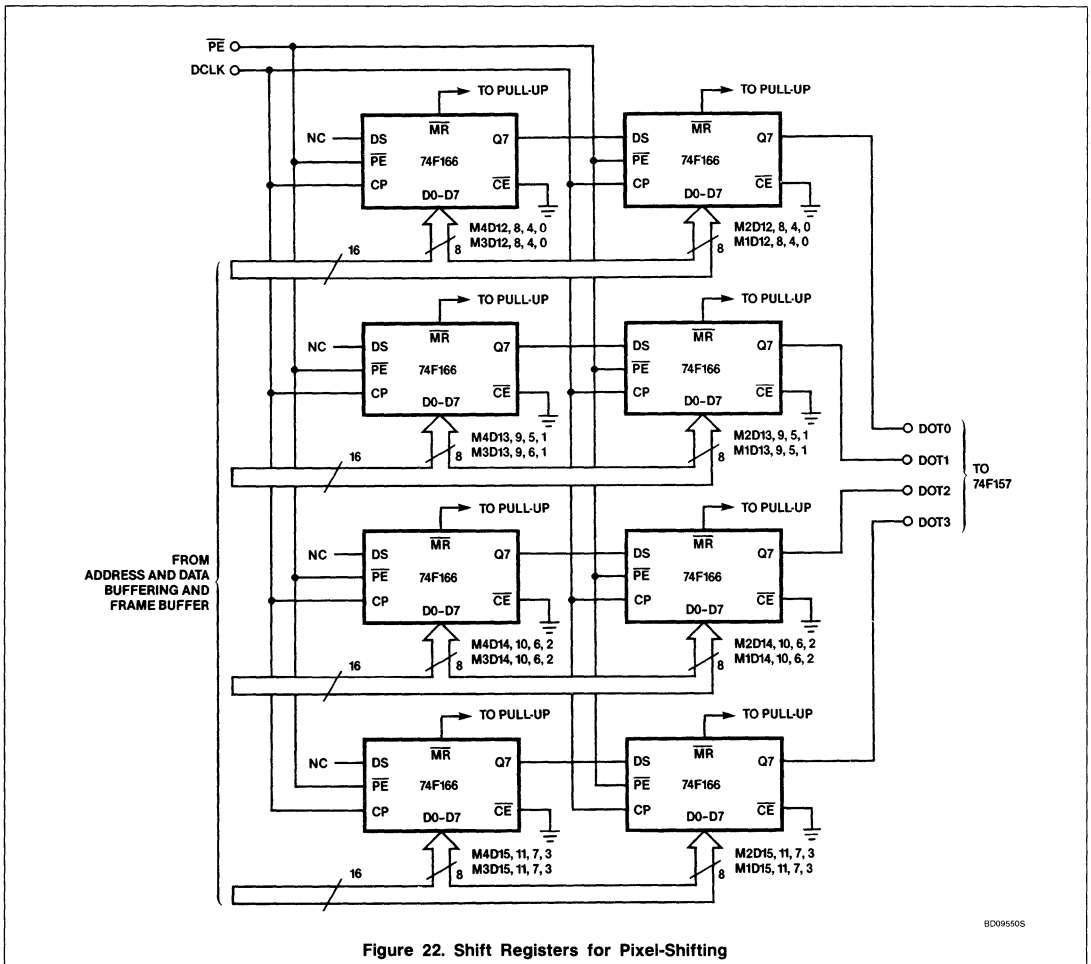 PE
DCLK
TO PULL-UP
MR
NC
DS
Q7
PE
74F166
CP
CE
D0-D7
TO PULL-UP
MR
DS
Q7
PE
74F166
CP
CE
D0-D7
M4D12, 8, 4, 0
M3D12, 8, 4, 0
8
M2D12, 8, 4, 0
M1D12, 8, 4, 0
8
16
TO PULL-UP
MR
NC
DS
Q7
PE
74F166
CP
CE
D0-D7
TO PULL-UP
MR
DS
Q7
PE
74F166
CP
CE
D0-D7
M4D13, 9, 5, 1
M3D13, 9, 6, 1
8
M2D13, 9, 5, 1
M1D13, 9, 5, 1
8
16
DOT0
DOT1
DOT2
DOT3
TO
74F157
TO PULL-UP
MR
NC
DS
Q7
PE
74F166
CP
CE
D0-D7
TO PULL-UP
MR
DS
Q7
PE
74F166
CP
CE
D0-D7
FROM
ADDRESS AND DATA
BUFFERING AND
FRAME BUFFER
M4D14, 10, 6, 2
M3D14, 10, 6, 2
8
M2D14, 10, 6, 2
M1D14, 10, 6, 2
8
16
TO PULL-UP
MR
NC
DS
Q7
PE
74F166
CP
CE
D0-D7
TO PULL-UP
MR
DS
Q7
PE
74F166
CP
CE
D0-D7
M4D15, 11, 7, 3
M3D15, 11, 7, 3
8
M2D15, 11, 7, 3
M1D15, 11, 7, 3
8
16
BD09550S
Figure 22. Shift Registers for Pixel-Shifting